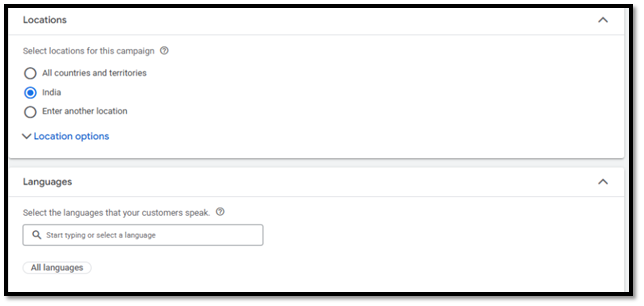 Locations
Select locations for this campaign
All countries and territories
India
Enter another location
Location options
Languages
Select the languages that your customers speak.
Start typing or select a language
All languages